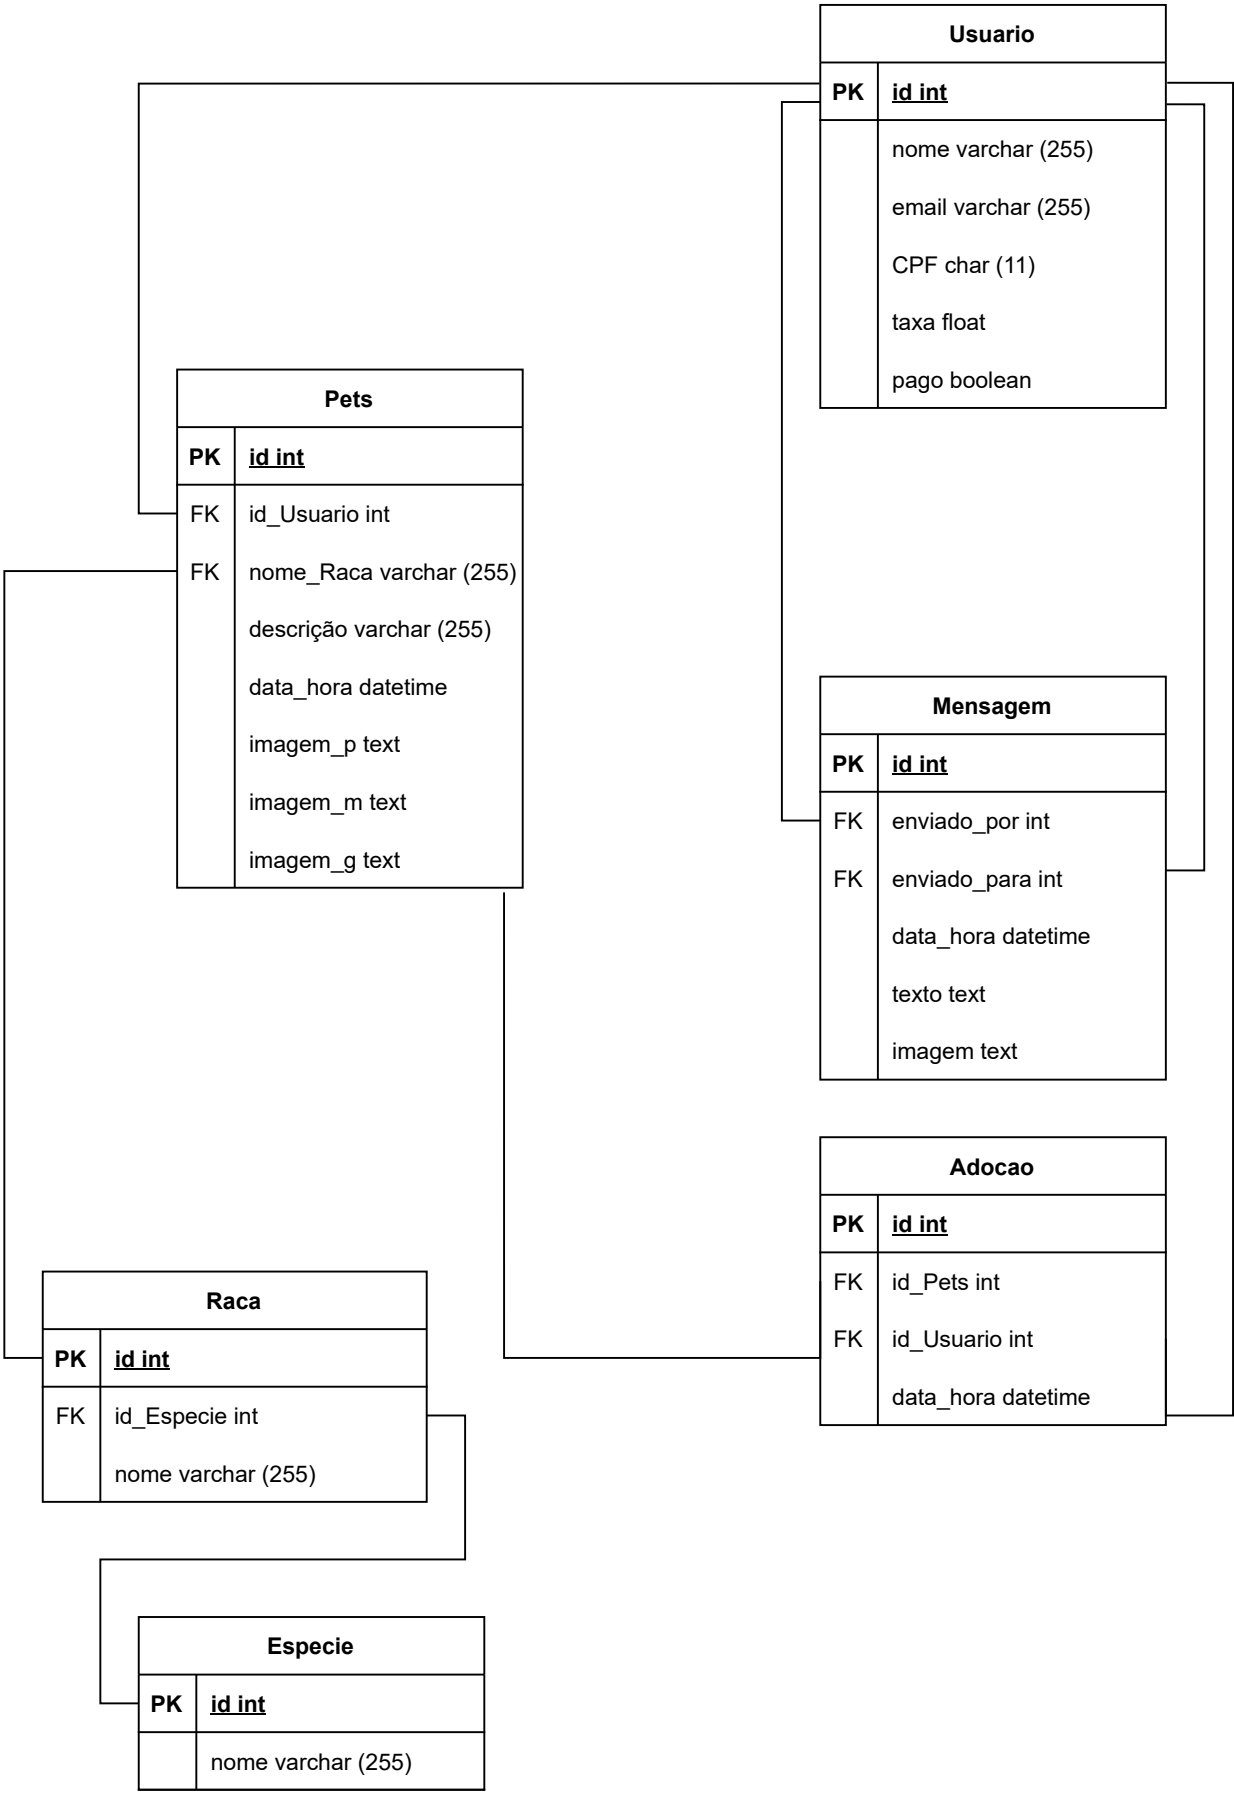 Usuario
PK id int
nome varchar (255)
email varchar (255)
CPF char (11)
taxa float
pago boolean
Pets
PK id int
FK id_Usuario int
FK nome_Raca varchar (255)
descrição varchar (255)
data_hora datetime
imagem_p text
imagem_m text
imagem_g text
Mensagem
PK id int
FK enviado_por int
FK enviado_para int
data_hora datetime
texto text
imagem text
Adocao
PK id int
FK id_Pets int
FK id_Usuario int
data_hora datetime
Raca
PK id int
FK id_Especie int
nome varchar (255)
Especie
PK id int
nome varchar (255)